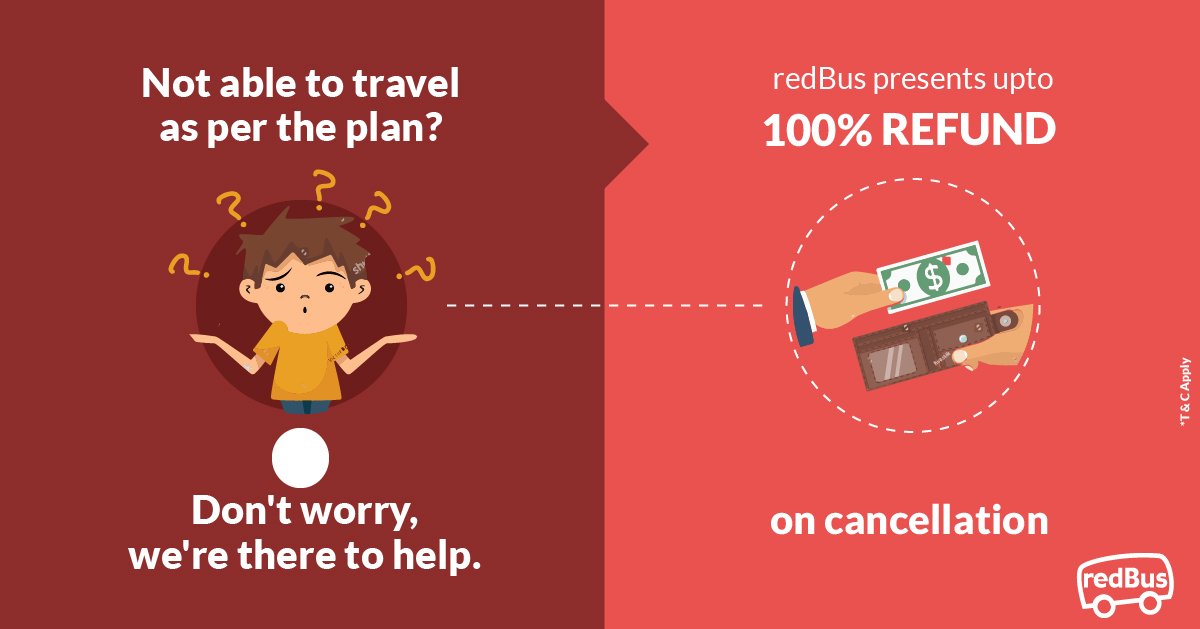 Not able to travel
as per the plan?
Don't worry,
we're there to help.
redBus presents upto
100% REFUND
on cancellation
*T & C Apply
redBus